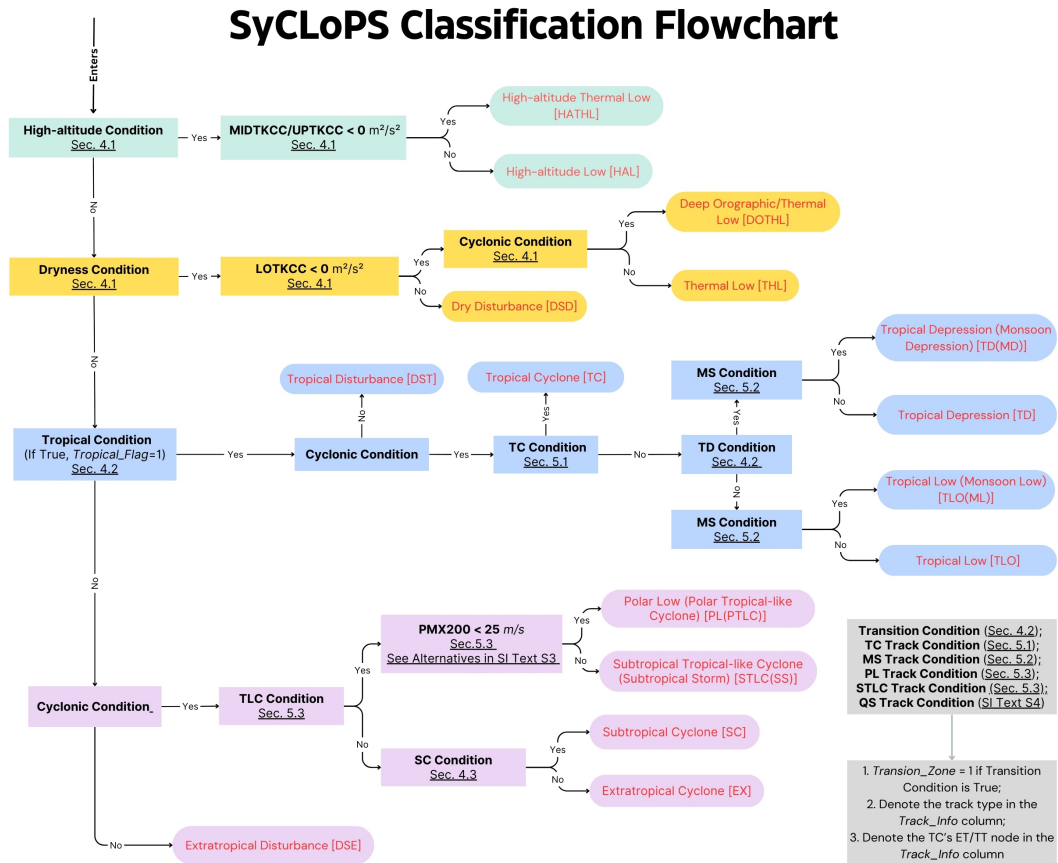 SyCLoPS Classification Flowchart
Enters
High-altitude Condition
Sec. 4.1
Yes
MIDTKCC/UPTKCC < 0 m²/s²
Sec. 4.1
Yes
High-altitude Thermal Low
[HATHL]
No
High-altitude Low [HAL]
No
Dryness Condition
Sec. 4.1
Yes
LOTKCC < 0 m²/s²
Sec. 4.1
Yes
Cyclonic Condition
Sec. 4.1
Yes
Deep Orographic/Thermal
Low [DOTHL]
No
Thermal Low [THL]
No
Dry Disturbance [DSD]
No
Tropical Condition
(If True, Tropical_Flag=1)
Sec. 4.2
Yes
Cyclonic Condition
No
Tropical Disturbance [DST]
Yes
TC Condition
Sec. 5.1
Yes
Tropical Cyclone [TC]
No
TD Condition
Sec. 4.2
Yes
MS Condition
Sec. 5.2
Yes
Tropical Depression (Monsoon
Depression) [TD(MD)]
No
Tropical Depression [TD]
No
MS Condition
Sec. 5.2
Yes
Tropical Low (Monsoon Low)
[TLO(ML)]
No
Tropical Low [TLO]
No
Cyclonic Condition
Yes
TLC Condition
Sec. 5.3
Yes
PMX200 < 25 m/s
Sec.5.3
See Alternatives in SI Text S3
Yes
Polar Low (Polar Tropical-like
Cyclone) [PL(PTLC)]
No
Subtropical Tropical-like Cyclone
(Subtropical Storm) [STLC(SS)]
No
SC Condition
Sec. 4.3
Yes
Subtropical Cyclone [SC]
No
Extratropical Cyclone [EX]
No
Extratropical Disturbance [DSE]
Transition Condition (Sec. 4.2);
TC Track Condition (Sec. 5.1);
MS Track Condition (Sec. 5.2);
PL Track Condition (Sec. 5.3);
STLC Track Condition (Sec. 5.3);
QS Track Condition (SI Text S4)
1. Transion_Zone = 1 if Transition
Condition is True;
2. Denote the track type in the
Track_Info column;
3. Denote the TC's ET/TT node in the
Track_Info column